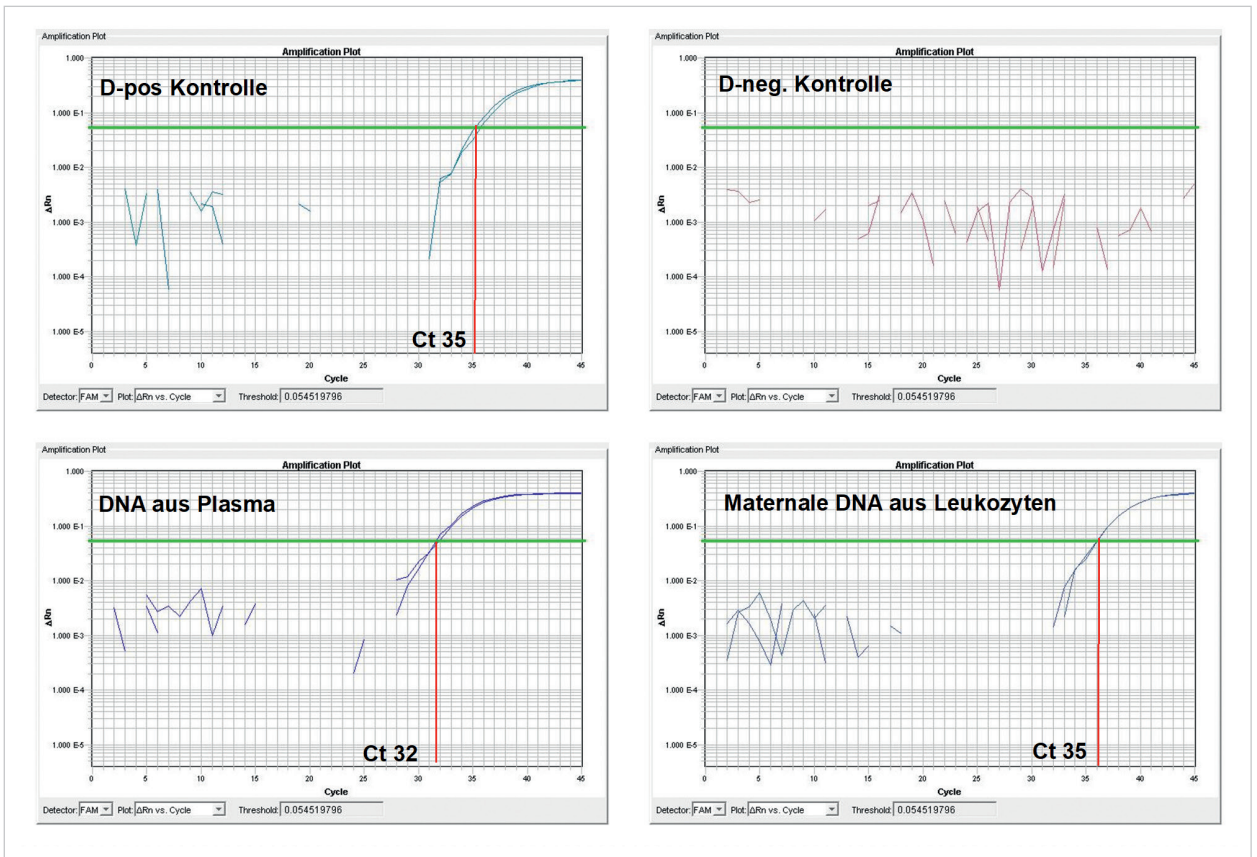 Amplification Plot
Amplification Plot
D-pos Kontrolle
1.000
1.000 E-1
1.000 E-2
1.000 E-3
1.000 E-4
1.000 E-5
ΔRn
Ct 35
0 5 10 15 20 25 30 35 40 45
Cycle
Detector: FAM Plot: ΔRn vs. Cycle Threshold: 0.054519796
Amplification Plot
Amplification Plot
D-neg. Kontrolle
1.000
1.000 E-1
1.000 E-2
1.000 E-3
1.000 E-4
1.000 E-5
ΔRn
0 5 10 15 20 25 30 35 40 45
Cycle
Detector: FAM Plot: ΔRn vs. Cycle Threshold: 0.054519796
Amplification Plot
Amplification Plot
DNA aus Plasma
1.000
1.000 E-1
1.000 E-2
1.000 E-3
1.000 E-4
1.000 E-5
ΔRn
Ct 32
0 5 10 15 20 25 30 35 40 45
Cycle
Detector: FAM Plot: ΔRn vs. Cycle Threshold: 0.054519796
Amplification Plot
Amplification Plot
Maternale DNA aus Leukozyten
1.000
1.000 E-1
1.000 E-2
1.000 E-3
1.000 E-4
1.000 E-5
ΔRn
Ct 35
0 5 10 15 20 25 30 35 40 45
Cycle
Detector: FAM Plot: ΔRn vs. Cycle Threshold: 0.054519796